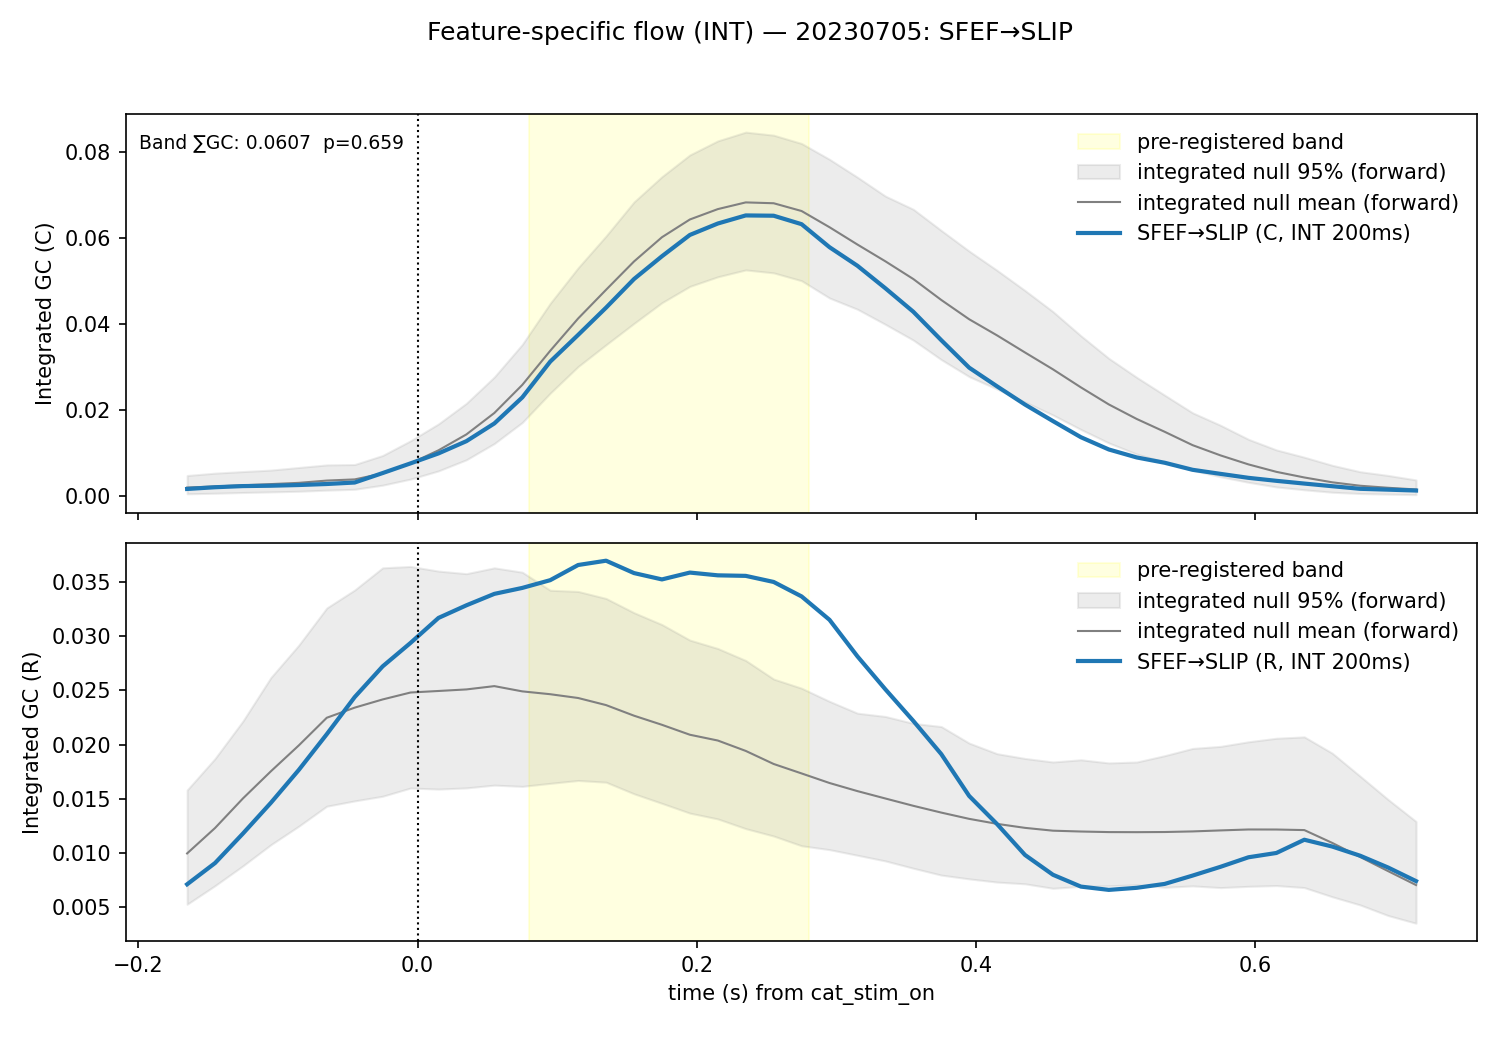 Feature-specific flow (INT) — 20230705: SFEF→SLIP
Band ∑GC: 0.0607  p=0.659
pre-registered band
integrated null 95% (forward)
integrated null mean (forward)
SFEF→SLIP (C, INT 200ms)
Integrated GC (C)
0.08
0.06
0.04
0.02
0.00
pre-registered band
integrated null 95% (forward)
integrated null mean (forward)
SFEF→SLIP (R, INT 200ms)
Integrated GC (R)
0.035
0.030
0.025
0.020
0.015
0.010
0.005
−0.2 0.0 0.2 0.4 0.6
time (s) from cat_stim_on